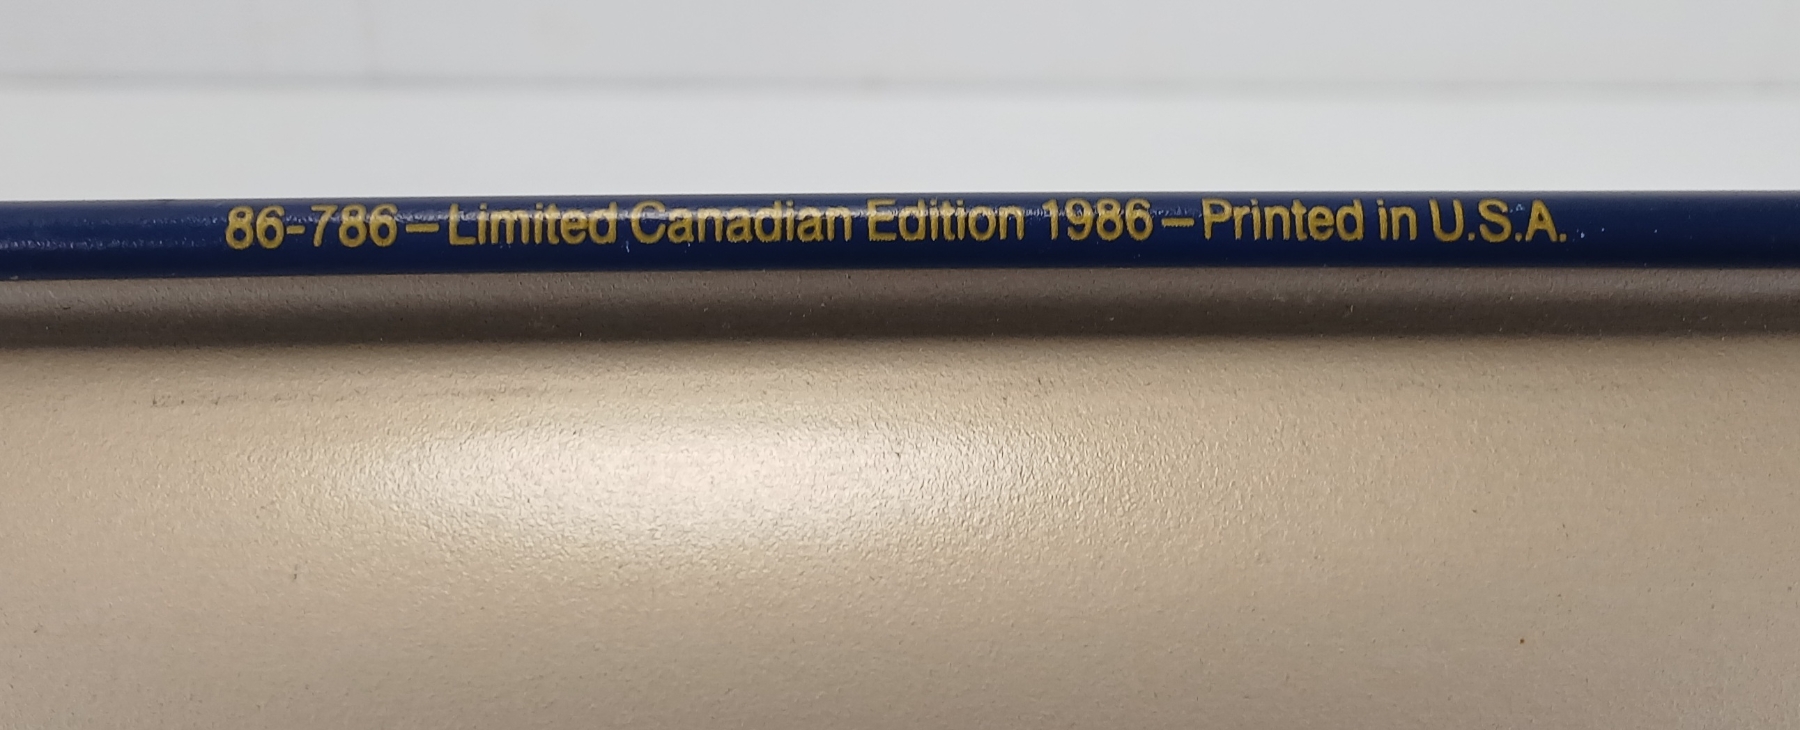 86-786—Limited Canadian Edition 1986—Printed in U.S.A.